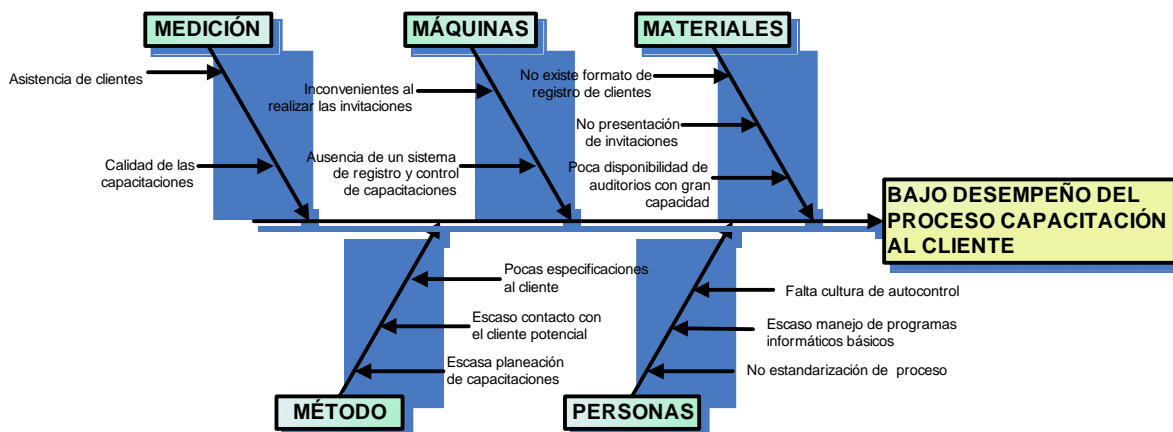 MEDICIÓN
MÁQUINAS
MATERIALES
Asistencia de clientes
Calidad de las
capacitaciones
Inconvenientes al
realizar las invitaciones
Ausencia de un sistema
de registro y control
de capacitaciones
No existe formato de
registro de clientes
No presentación
de invitaciones
Poca disponibilidad de
auditorios con gran
capacidad
BAJO DESEMPEÑO DEL
PROCESO CAPACITACIÓN
AL CLIENTE
Pocas especificaciones
al cliente
Escaso contacto con
el cliente potencial
Escasa planeación
de capacitaciones
Falta cultura de autocontrol
Escaso manejo de programas
informáticos básicos
No estandarización de proceso
MÉTODO
PERSONAS